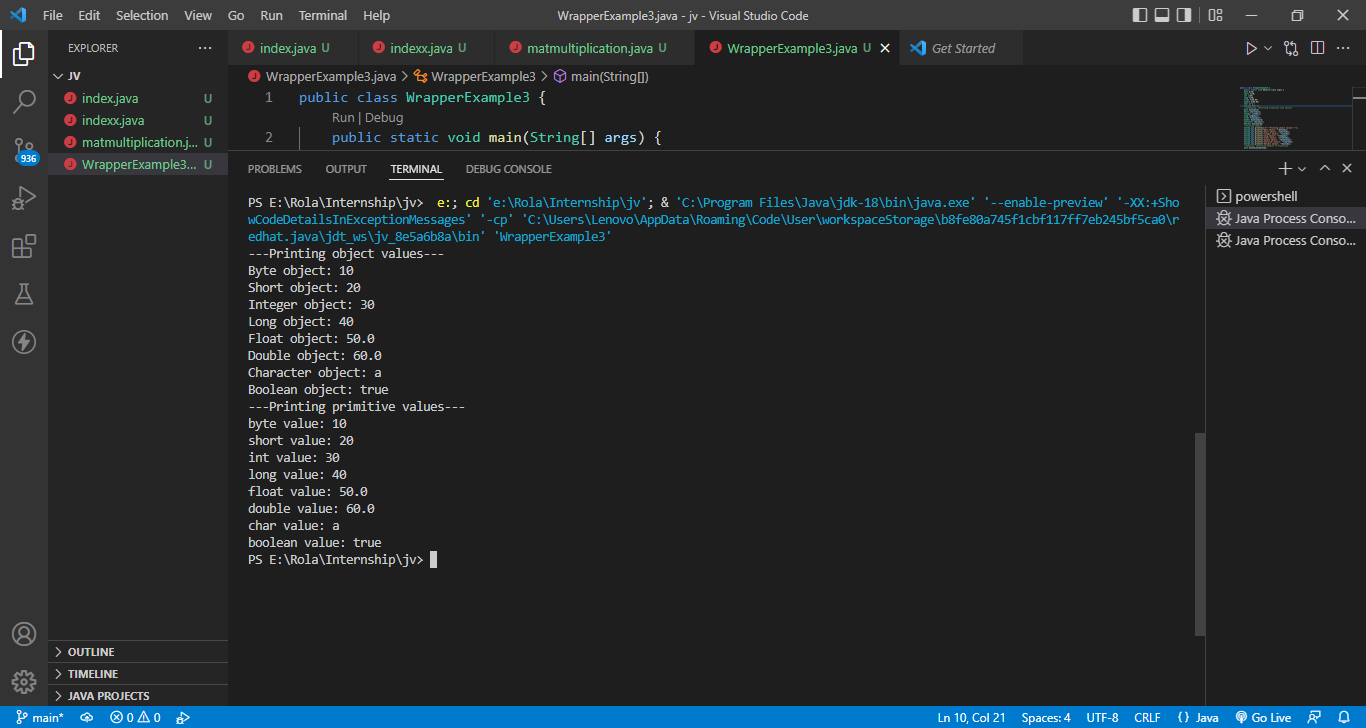 File Edit Selection View Go Run Terminal Help
WrapperExample3.java - jv - Visual Studio Code
EXPLORER
JV
index.java U
indexx.java U
matmultiplication.j... U
WrapperExample3... U
OUTLINE
TIMELINE
JAVA PROJECTS
936
index.java U indexx.java U matmultiplication.java U WrapperExample3.java U Get Started
WrapperExample3.java > WrapperExample3 > main(String[])
1 public class WrapperExample3 {
Run | Debug
2 public static void main(String[] args) {
PROBLEMS OUTPUT TERMINAL DEBUG CONSOLE
PS E:\Rola\Internship\jv>  e:; cd 'e:\Rola\Internship\jv'; & 'C:\Program Files\Java\jdk-18\bin\java.exe' '--enable-preview' '-XX:+Sho
wCodeDetailsInExceptionMessages' '-cp' 'C:\Users\Lenovo\AppData\Roaming\Code\User\workspaceStorage\b8fe80a745f1cbf117ff7eb245bf5ca0\r
edhat.java\jdt_ws\jv_8e5a6b8a\bin' 'WrapperExample3'
---Printing object values---
Byte object: 10
Short object: 20
Integer object: 30
Long object: 40
Float object: 50.0
Double object: 60.0
Character object: a
Boolean object: true
---Printing primitive values---
byte value: 10
short value: 20
int value: 30
long value: 40
float value: 50.0
double value: 60.0
char value: a
boolean value: true
PS E:\Rola\Internship\jv>
powershell
Java Process Conso...
Java Process Conso...
main* 0 0
Ln 10, Col 21 Spaces: 4 UTF-8 CRLF {} Java Go Live